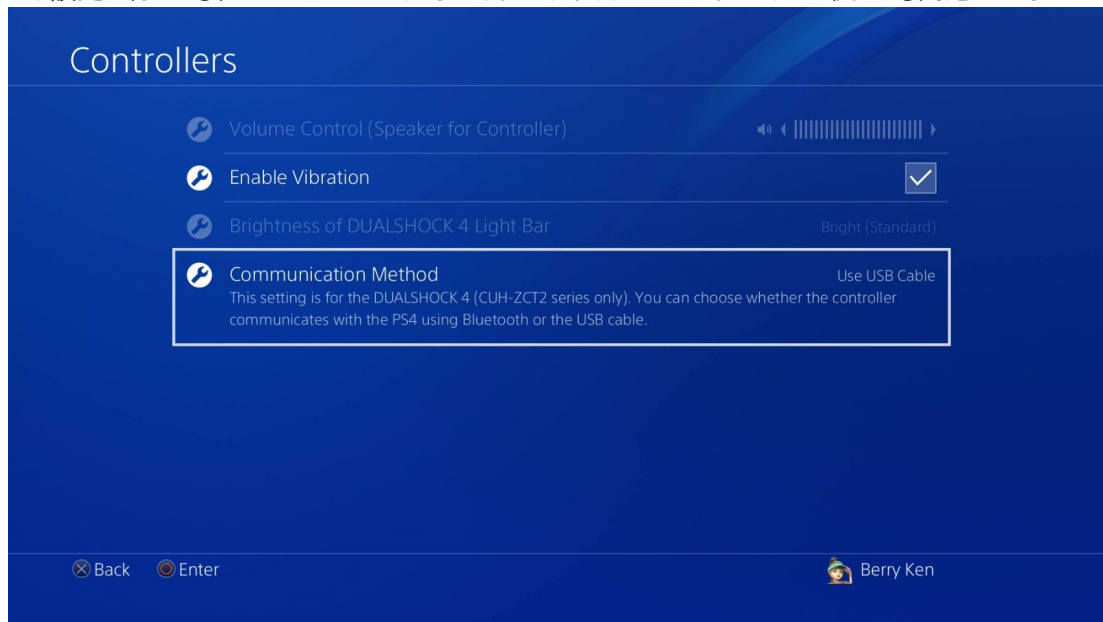 Controllers
Volume Control (Speaker for Controller)
Enable Vibration
Brightness of DUALSHOCK 4 Light Bar Bright (Standard)
Communication Method Use USB Cable
This setting is for the DUALSHOCK 4 (CUH-ZCT2 series only). You can choose whether the controller
communicates with the PS4 using Bluetooth or the USB cable.
Back Enter Berry Ken